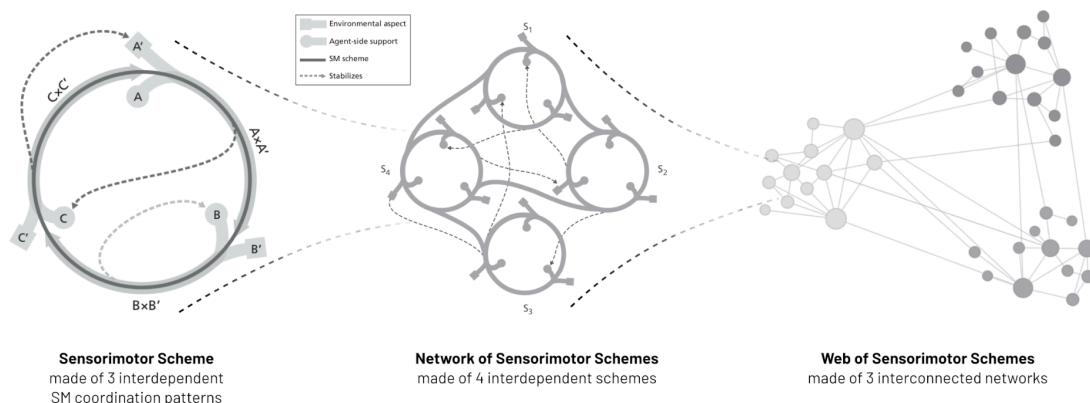 Environmental aspect
Agent-side support
SM scheme
Stabilizes
A'
A
C×C'
A×A'
C
C'
B
B'
B×B'
S1
S2
S3
S4
Sensorimotor Scheme
made of 3 interdependent
SM coordination patterns
Network of Sensorimotor Schemes
made of 4 interdependent schemes
Web of Sensorimotor Schemes
made of 3 interconnected networks